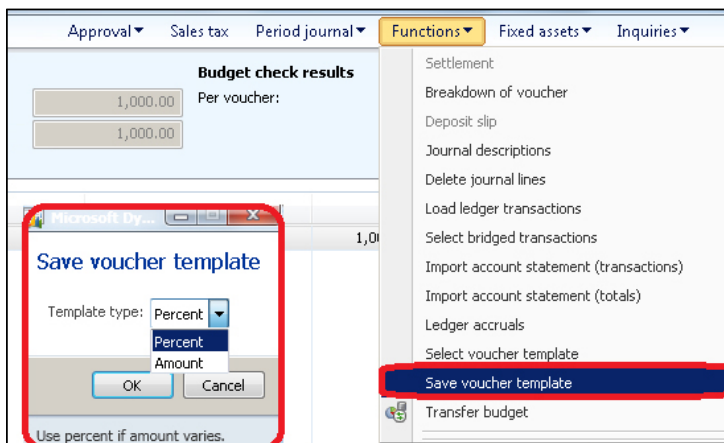 Approval Sales tax Period journal Functions Fixed assets Inquiries
Budget check results
1,000.00 Per voucher:
1,000.00
Settlement
Breakdown of voucher
Deposit slip
Journal descriptions
Delete journal lines
Load ledger transactions
Select bridged transactions
Import account statement (transactions)
Import account statement (totals)
Ledger accruals
Select voucher template
Save voucher template
Transfer budget
Microsoft Dy...
1,00
Save voucher template
Template type: Percent
Percent
Amount
OK Cancel
Use percent if amount varies.